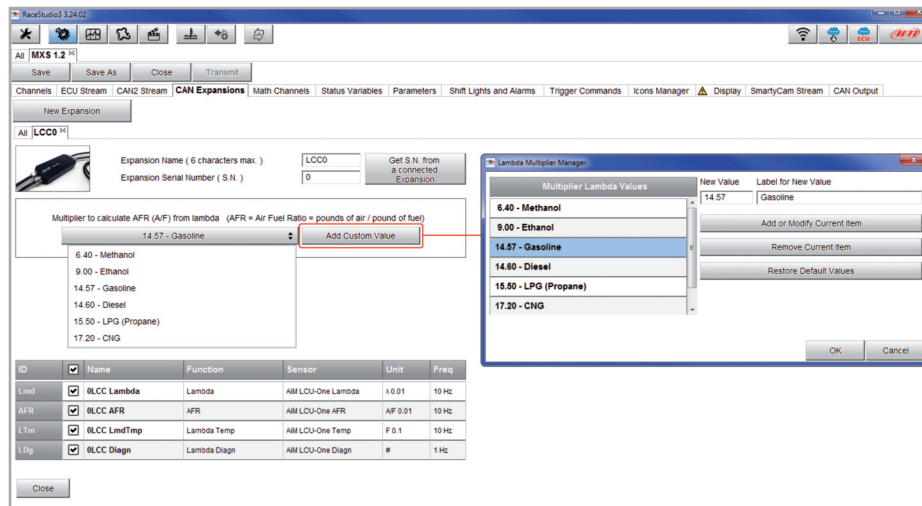 RaceStudio3 3.24.02
ECU
AiM
All MXS 1.2
Save Save As Close Transmit
Channels ECU Stream CAN2 Stream CAN Expansions Math Channels Status Variables Parameters Shift Lights and Alarms Trigger Commands Icons Manager Display SmartyCam Stream CAN Output
New Expansion
All LCC0
Expansion Name ( 6 characters max. ) LCC0
Expansion Serial Number ( S.N. ) 0
Get S.N. from
a connected
Expansion
Multiplier to calculate AFR (A/F) from lambda (AFR = Air Fuel Ratio = pounds of air / pound of fuel)
14.57 - Gasoline Add Custom Value
6.40 - Methanol
9.00 - Ethanol
14.57 - Gasoline
14.60 - Diesel
15.50 - LPG (Propane)
17.20 - CNG
Lambda Multiplier Manager
Multiplier Lambda Values
6.40 - Methanol
9.00 - Ethanol
14.57 - Gasoline
14.60 - Diesel
15.50 - LPG (Propane)
17.20 - CNG
New Value Label for New Value
14.57 Gasoline
Add or Modify Current Item
Remove Current Item
Restore Default Values
OK Cancel
ID Name Function Sensor Unit Freq
Lmd 0LCC Lambda Lambda AiM LCU-One Lambda λ 0.01 10 Hz
AFR 0LCC AFR AFR AiM LCU-One AFR A/F 0.01 10 Hz
LTm 0LCC LmdTmp Lambda Temp AiM LCU-One Temp F 0.1 10 Hz
LDg 0LCC Diagn Lambda Diagn AiM LCU-One Diagn # 1 Hz
Close